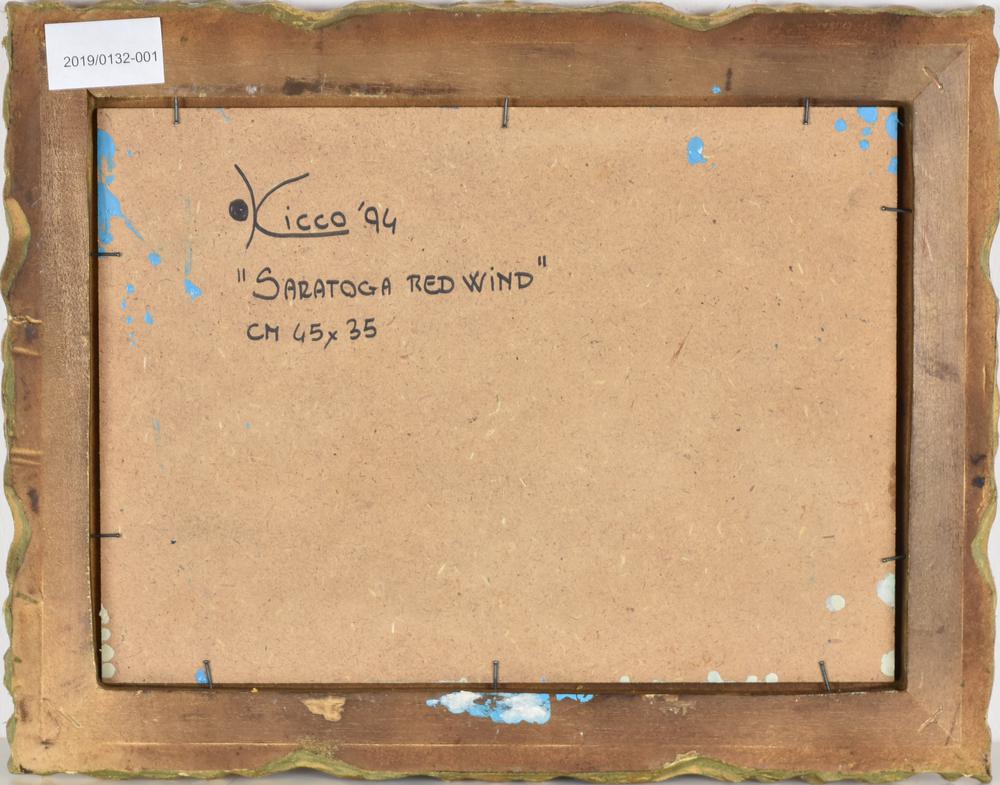 2019/0132-001
Kicco '94
"SARATOGA RED WIND"
CM 45x35